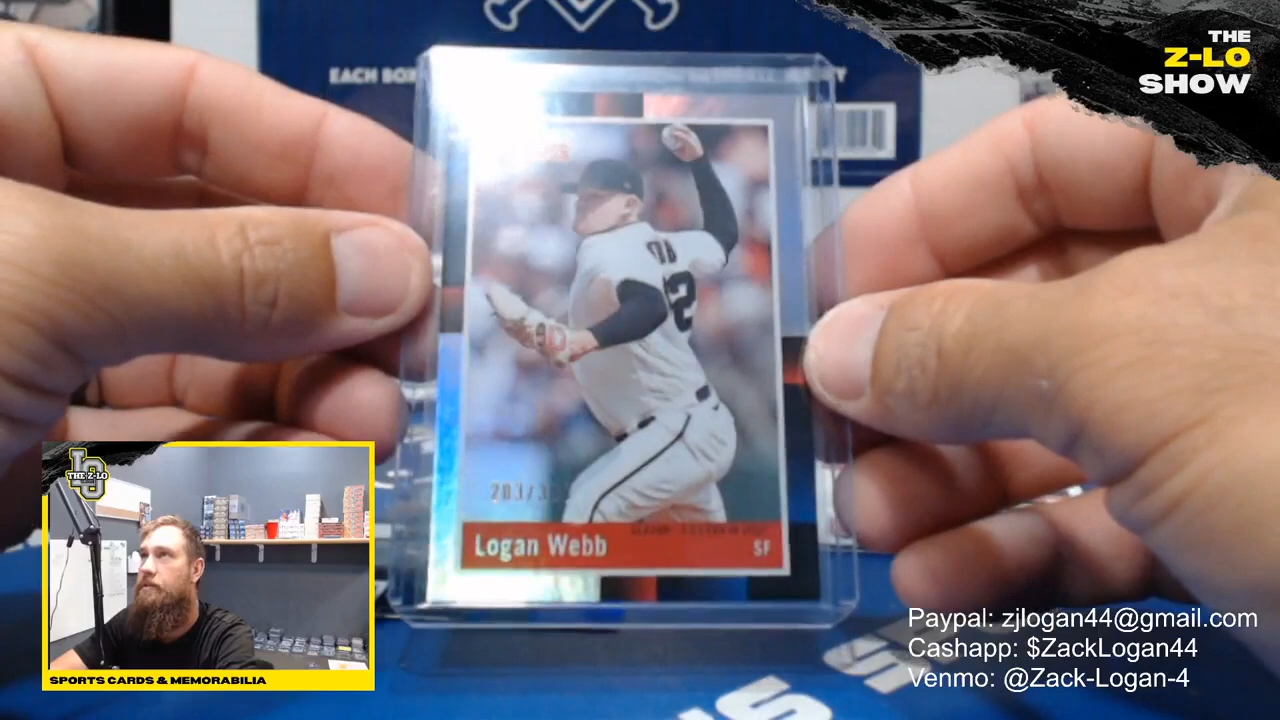 EACH BOX
THE
Z-LO
SHOW
Logan Webb
SF
THE Z-LO
SPORTS CARDS & MEMORABILIA
Paypal: zjlogan44@gmail.com
Cashapp: $ZackLogan44
Venmo: @Zack-Logan-4